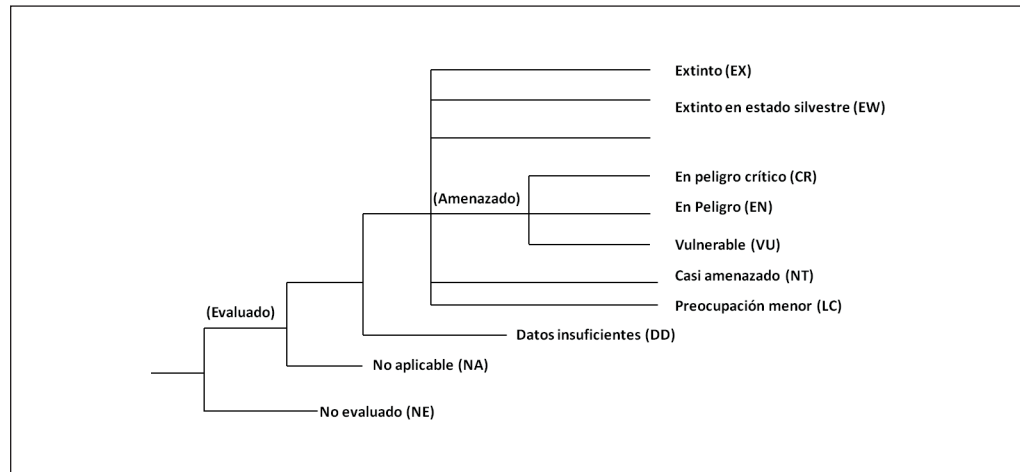 Extinto (EX)
Extinto en estado silvestre (EW)
En peligro crítico (CR)
(Amenazado)
En Peligro (EN)
Vulnerable (VU)
Casi amenazado (NT)
Preocupación menor (LC)
(Evaluado)
Datos insuficientes (DD)
No aplicable (NA)
No evaluado (NE)